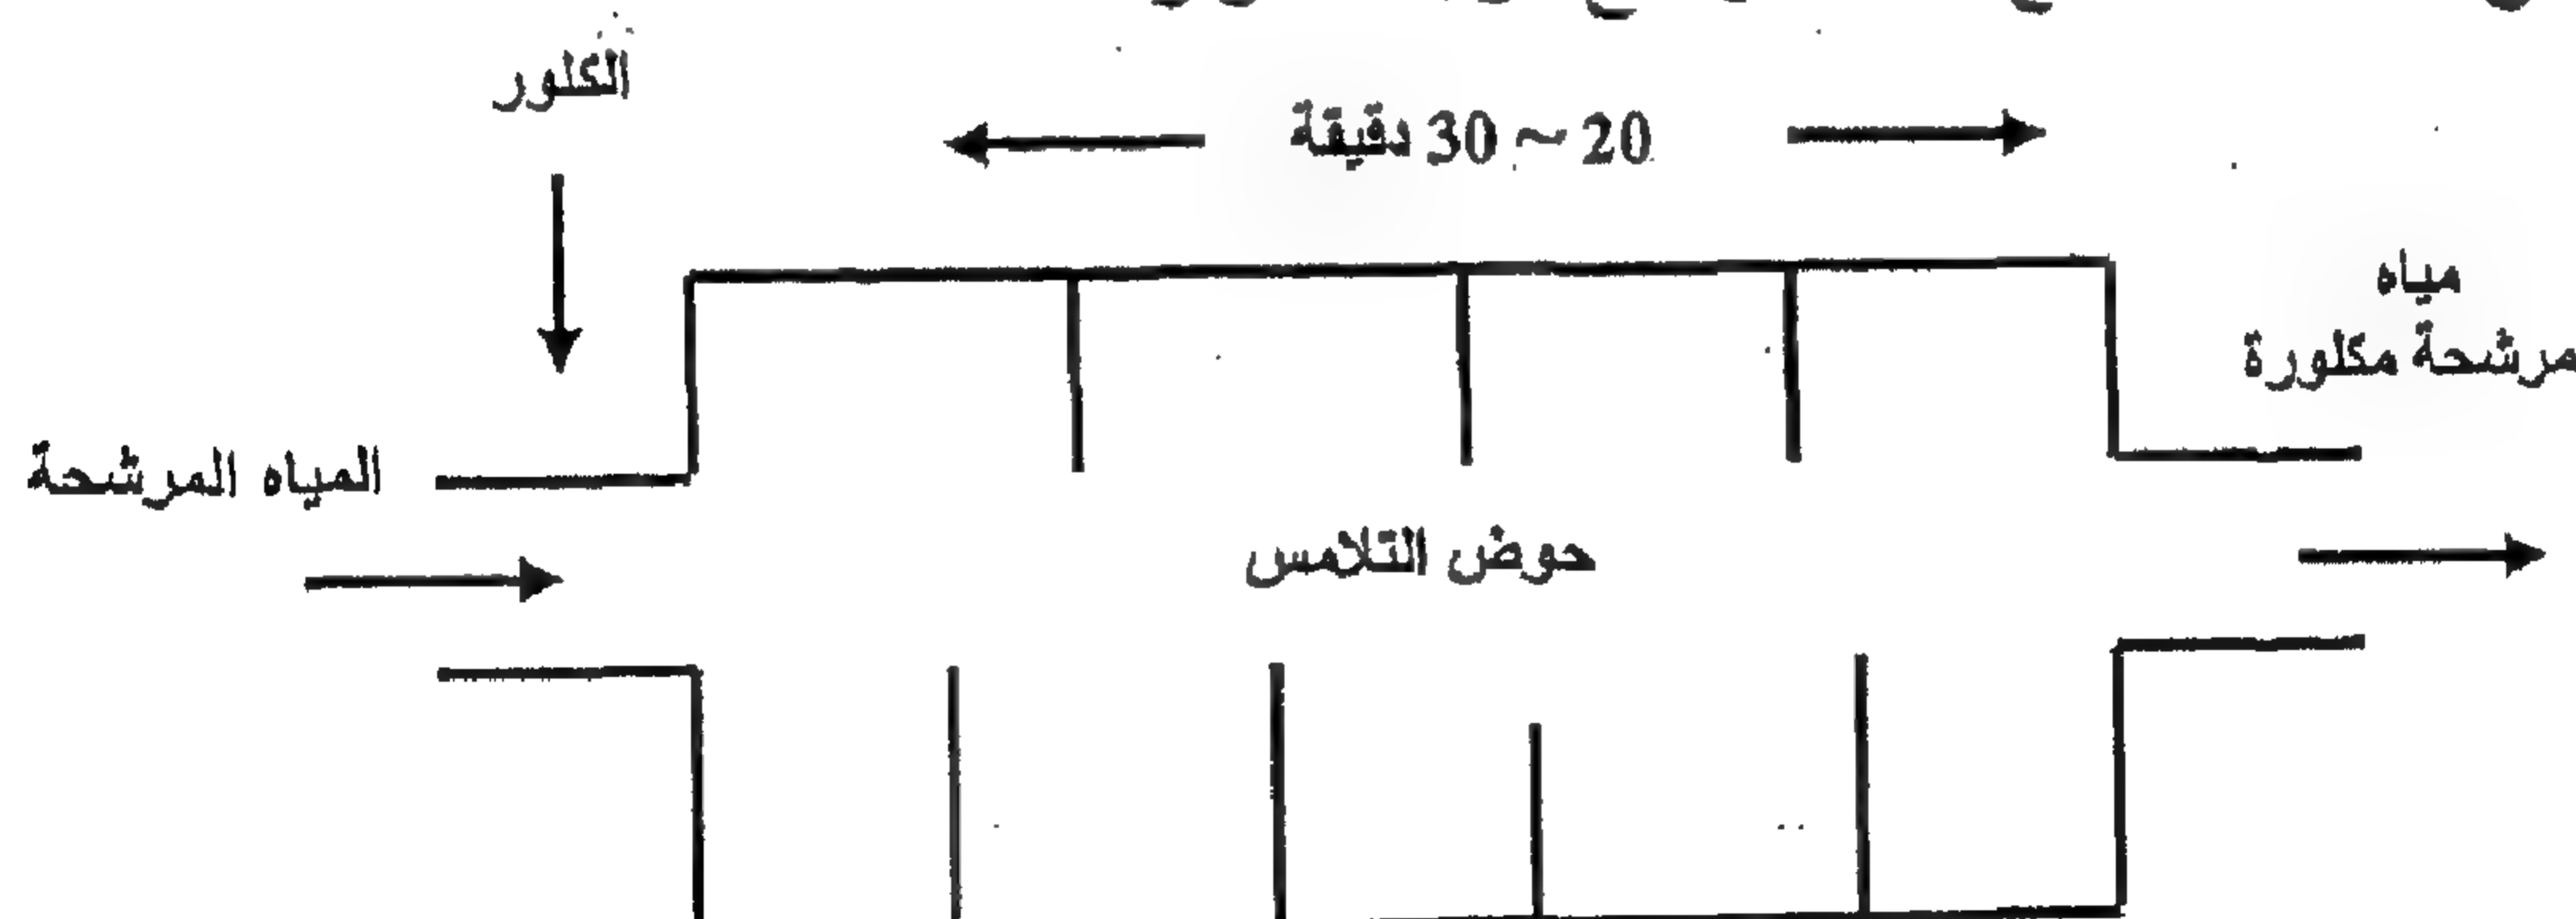 الكلور
20 ~ 30 دقيقة
مياه
مرشحة مكلورة
المياه المرشحة
حوض التلامس